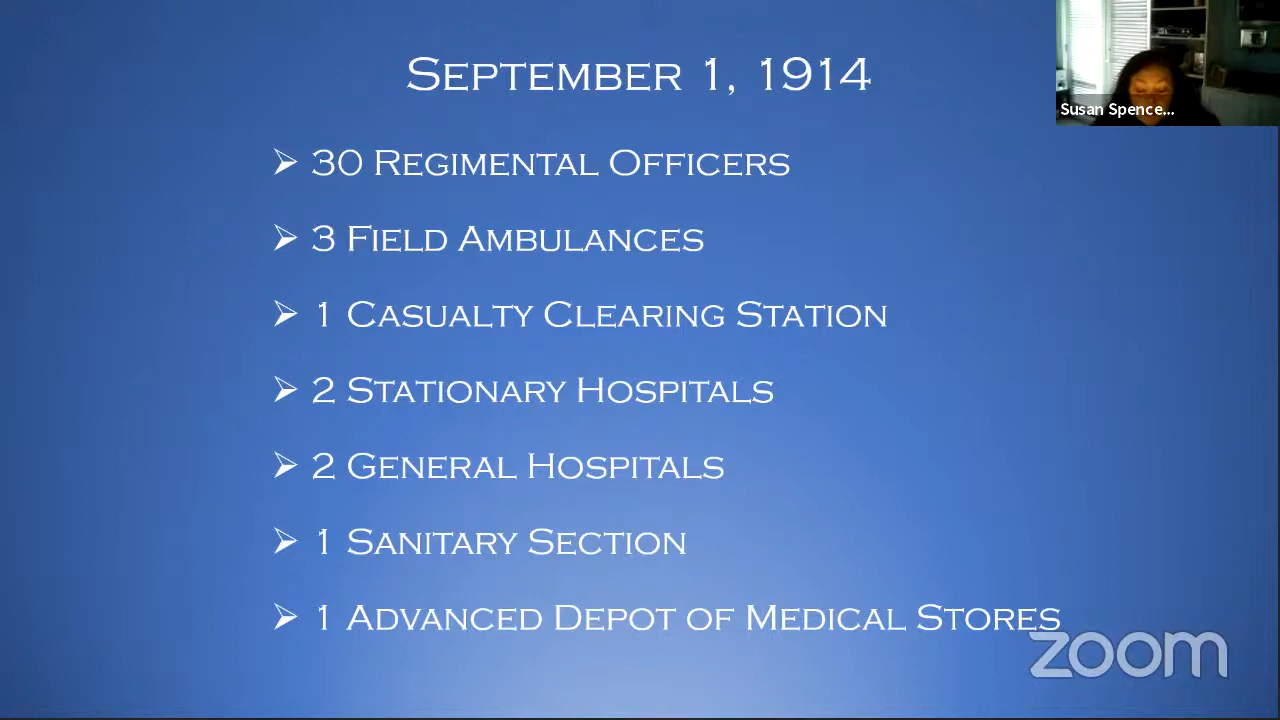 September 1, 1914
Susan Spence...
➢ 30 Regimental Officers
➢ 3 Field Ambulances
➢ 1 Casualty Clearing Station
➢ 2 Stationary Hospitals
➢ 2 General Hospitals
➢ 1 Sanitary Section
➢ 1 Advanced Depot of Medical Stores
zoom